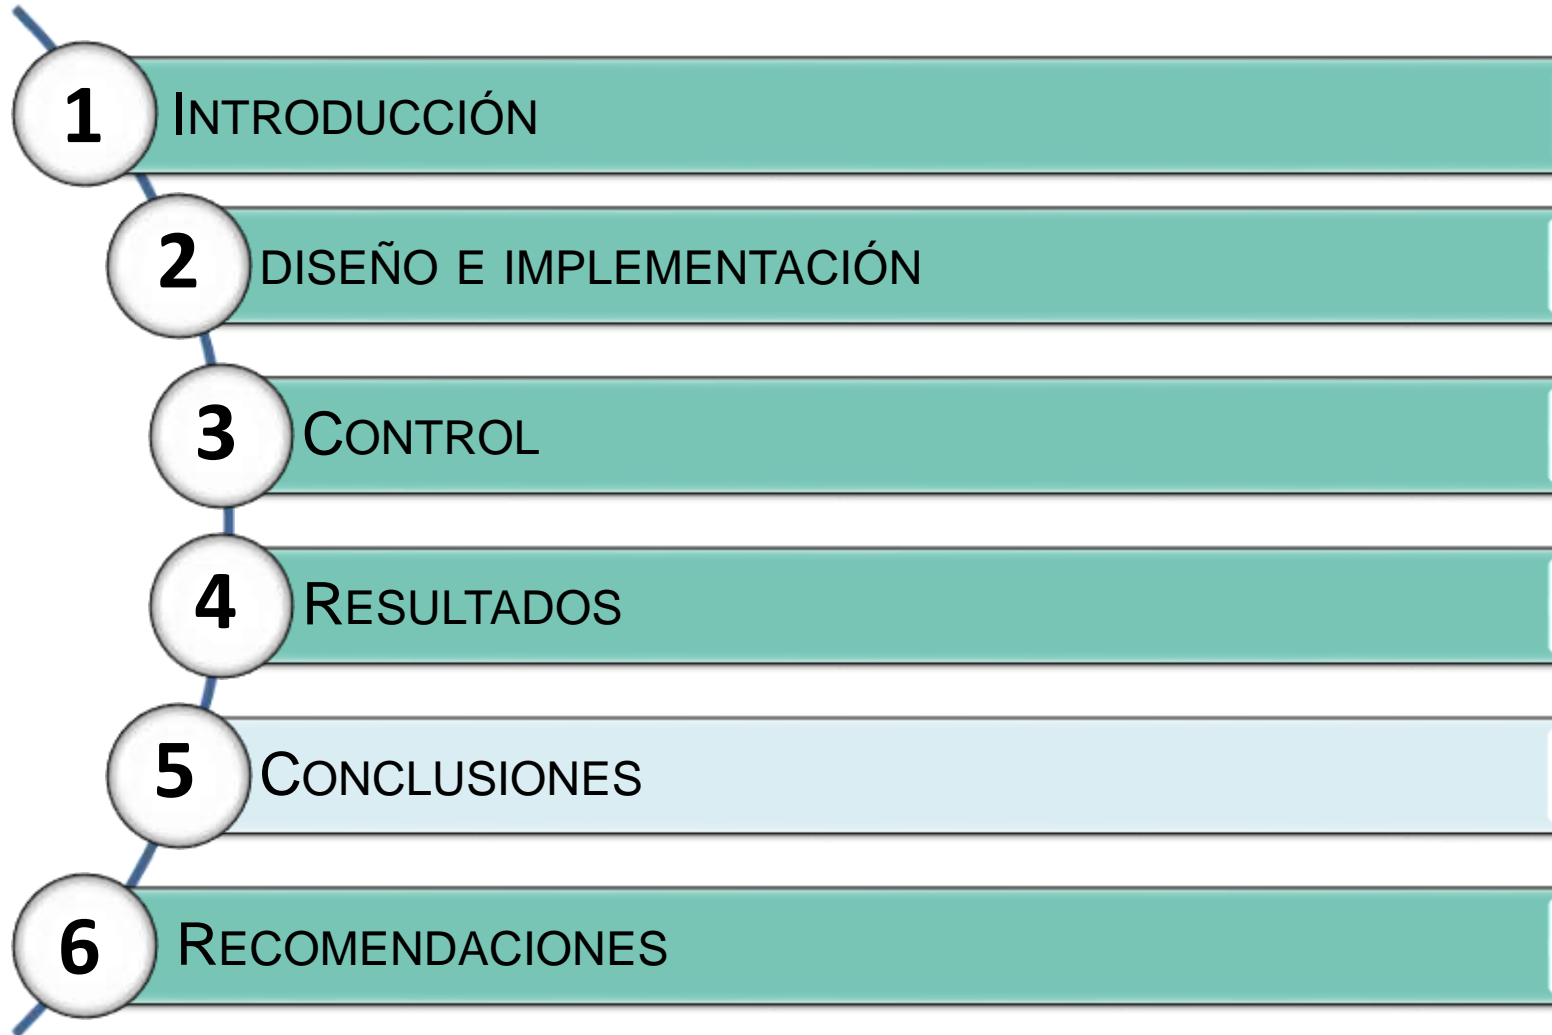 1 INTRODUCCIÓN
2 DISEÑO E IMPLEMENTACIÓN
3 CONTROL
4 RESULTADOS
5 CONCLUSIONES
6 RECOMENDACIONES